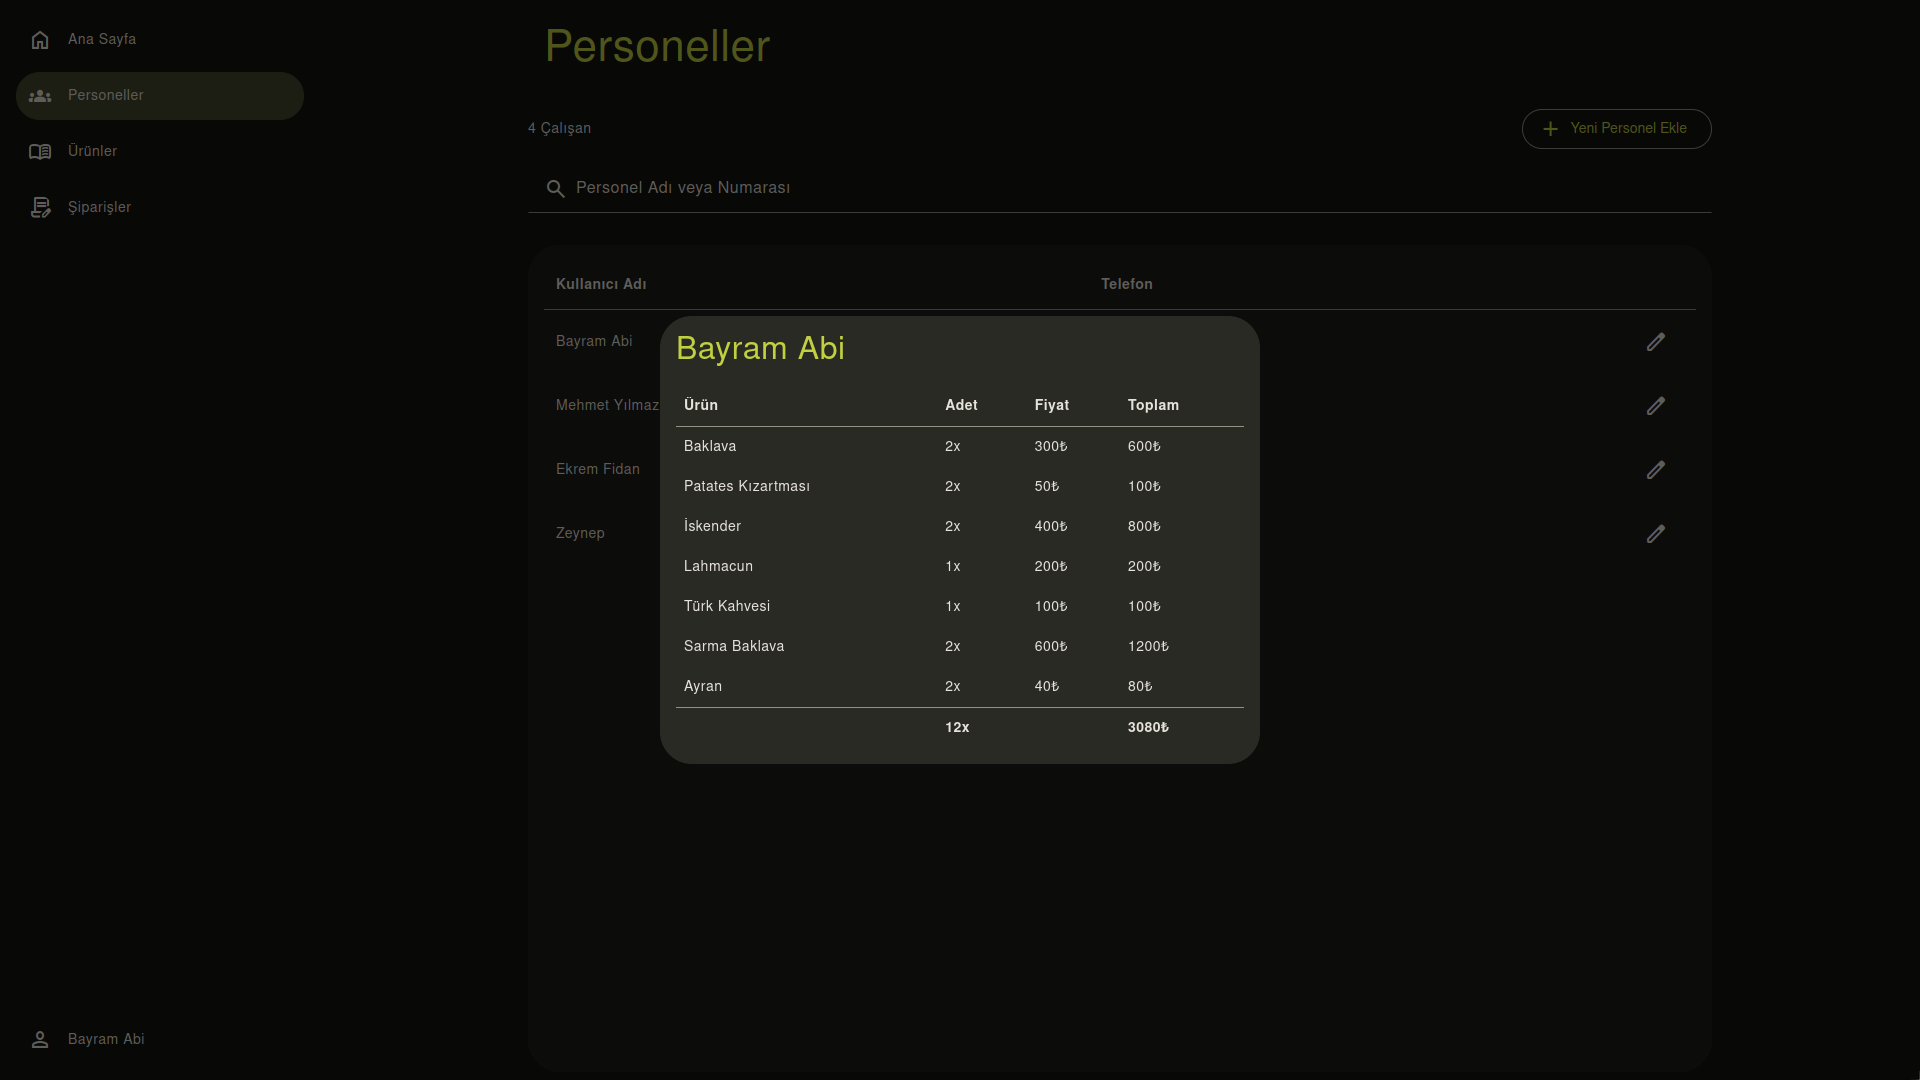 Ana Sayfa
Personeller
Ürünler
Şiparişler
Bayram Abi
Personeller
4 Çalışan
Yeni Personel Ekle
Personel Adı veya Numarası
Kullanıcı Adı Telefon
Bayram Abi
Mehmet Yılmaz
Ekrem Fidan
Zeynep
Bayram Abi
Ürün Adet Fiyat Toplam
Baklava 2x 300₺ 600₺
Patates Kızartması 2x 50₺ 100₺
İskender 2x 400₺ 800₺
Lahmacun 1x 200₺ 200₺
Türk Kahvesi 1x 100₺ 100₺
Sarma Baklava 2x 600₺ 1200₺
Ayran 2x 40₺ 80₺
12x 3080₺